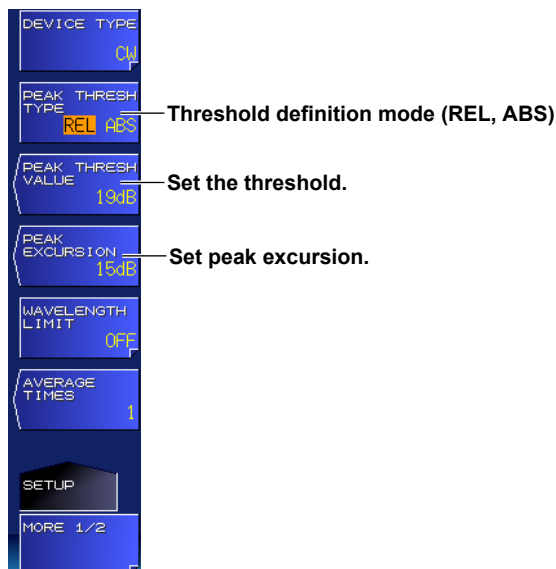 DEVICE TYPE
CW
PEAK THRESH
TYPE
REL ABS
Threshold definition mode (REL, ABS)
PEAK THRESH
VALUE
19dB
Set the threshold.
PEAK
EXCURSION
15dB
Set peak excursion.
WAVELENGTH
LIMIT
OFF
AVERAGE
TIMES
1
SETUP
MORE 1/2